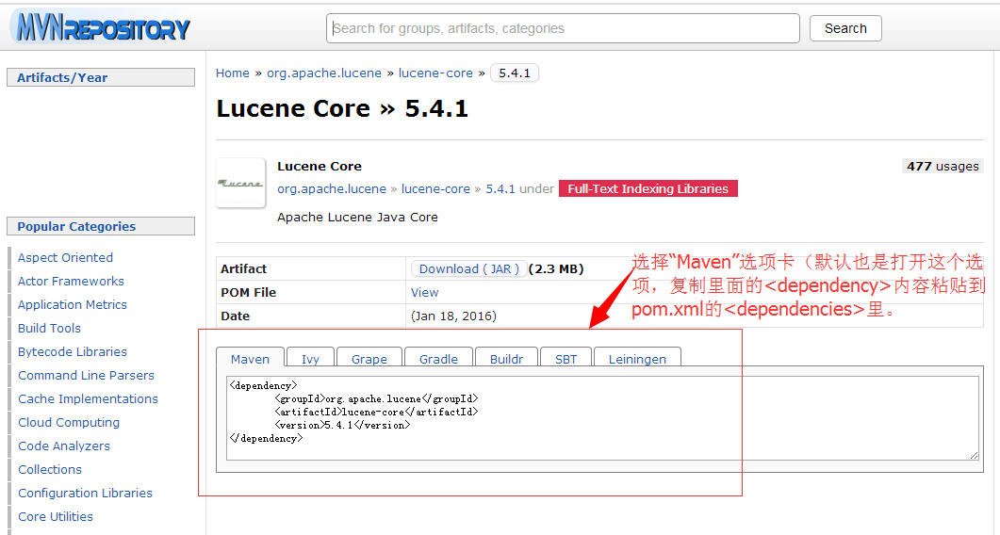 MVNREPOSITORY
Search for groups, artifacts, categories
Search
Artifacts/Year
Popular Categories
Aspect Oriented
Actor Frameworks
Application Metrics
Build Tools
Bytecode Libraries
Command Line Parsers
Cache Implementations
Cloud Computing
Code Analyzers
Collections
Configuration Libraries
Core Utilities
Home » org.apache.lucene » lucene-core » 5.4.1
Lucene Core » 5.4.1
Lucene
Lucene Core
477 usages
org.apache.lucene » lucene-core » 5.4.1 under Full-Text Indexing Libraries
Apache Lucene Java Core
Artifact Download ( JAR ) (2.3 MB)
POM File View
Date (Jan 18, 2016)
选择“Maven”选项卡（默认也是打开这个选
项，复制里面的<dependency>内容粘贴到
pom.xml的<dependencies>里。
Maven Ivy Grape Gradle Buildr SBT Leiningen
<dependency>
<groupId>org.apache.lucene</groupId>
<artifactId>lucene-core</artifactId>
<version>5.4.1</version>
</dependency>